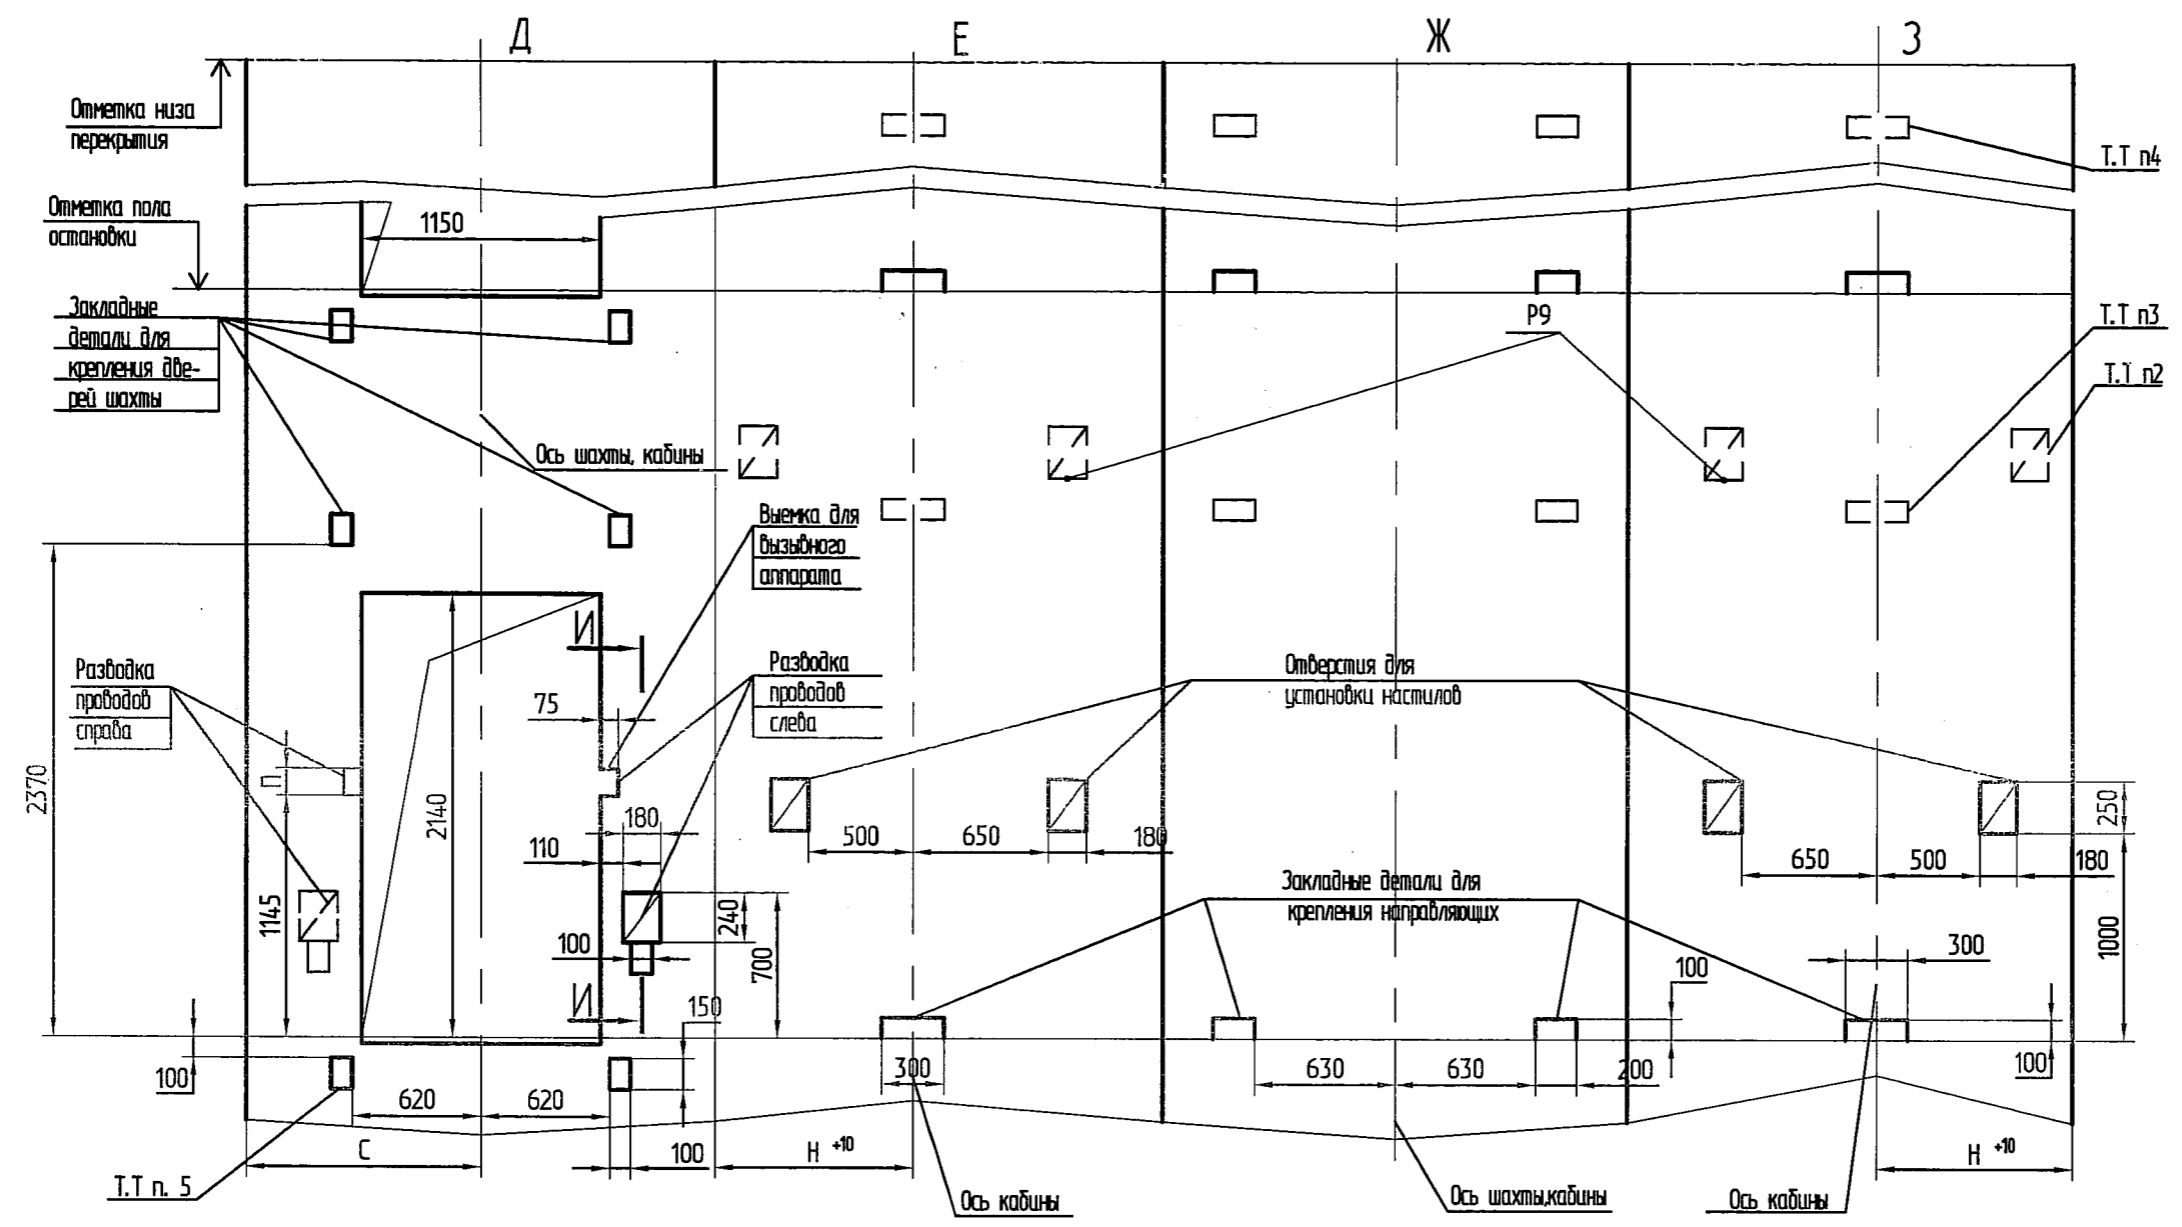 Д
Е
Ж
З
Отметка низа
перекрытия
Т.Т п4
Отметка пола
остановки
1150
Закладные
детали для
крепления две-
рей шахты
Р9
Т.Т п3
Т.Т п2
Ось шахты, кабины
Выемка для
вызывного
аппарата
И
Разводка
проводов
справа
75
Разводка
проводов
слева
Отверстия для
установки настилов
2370
П
2140
180
110
500
650
180
250
650
500
180
1145
240
100
700
Закладные детали для
крепления направляющих
1000
300
100
И
150
100
300
630
630
200
100
620
620
С
100
Н +10
Н +10
Т.Т п. 5
Ось кабины
Ось шахты,кабины
Ось кабины